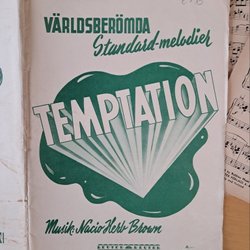 VÄRLDSBERÖMDA
Standard-melodier
TEMPTATION
Musik: Nacio Herb Brown